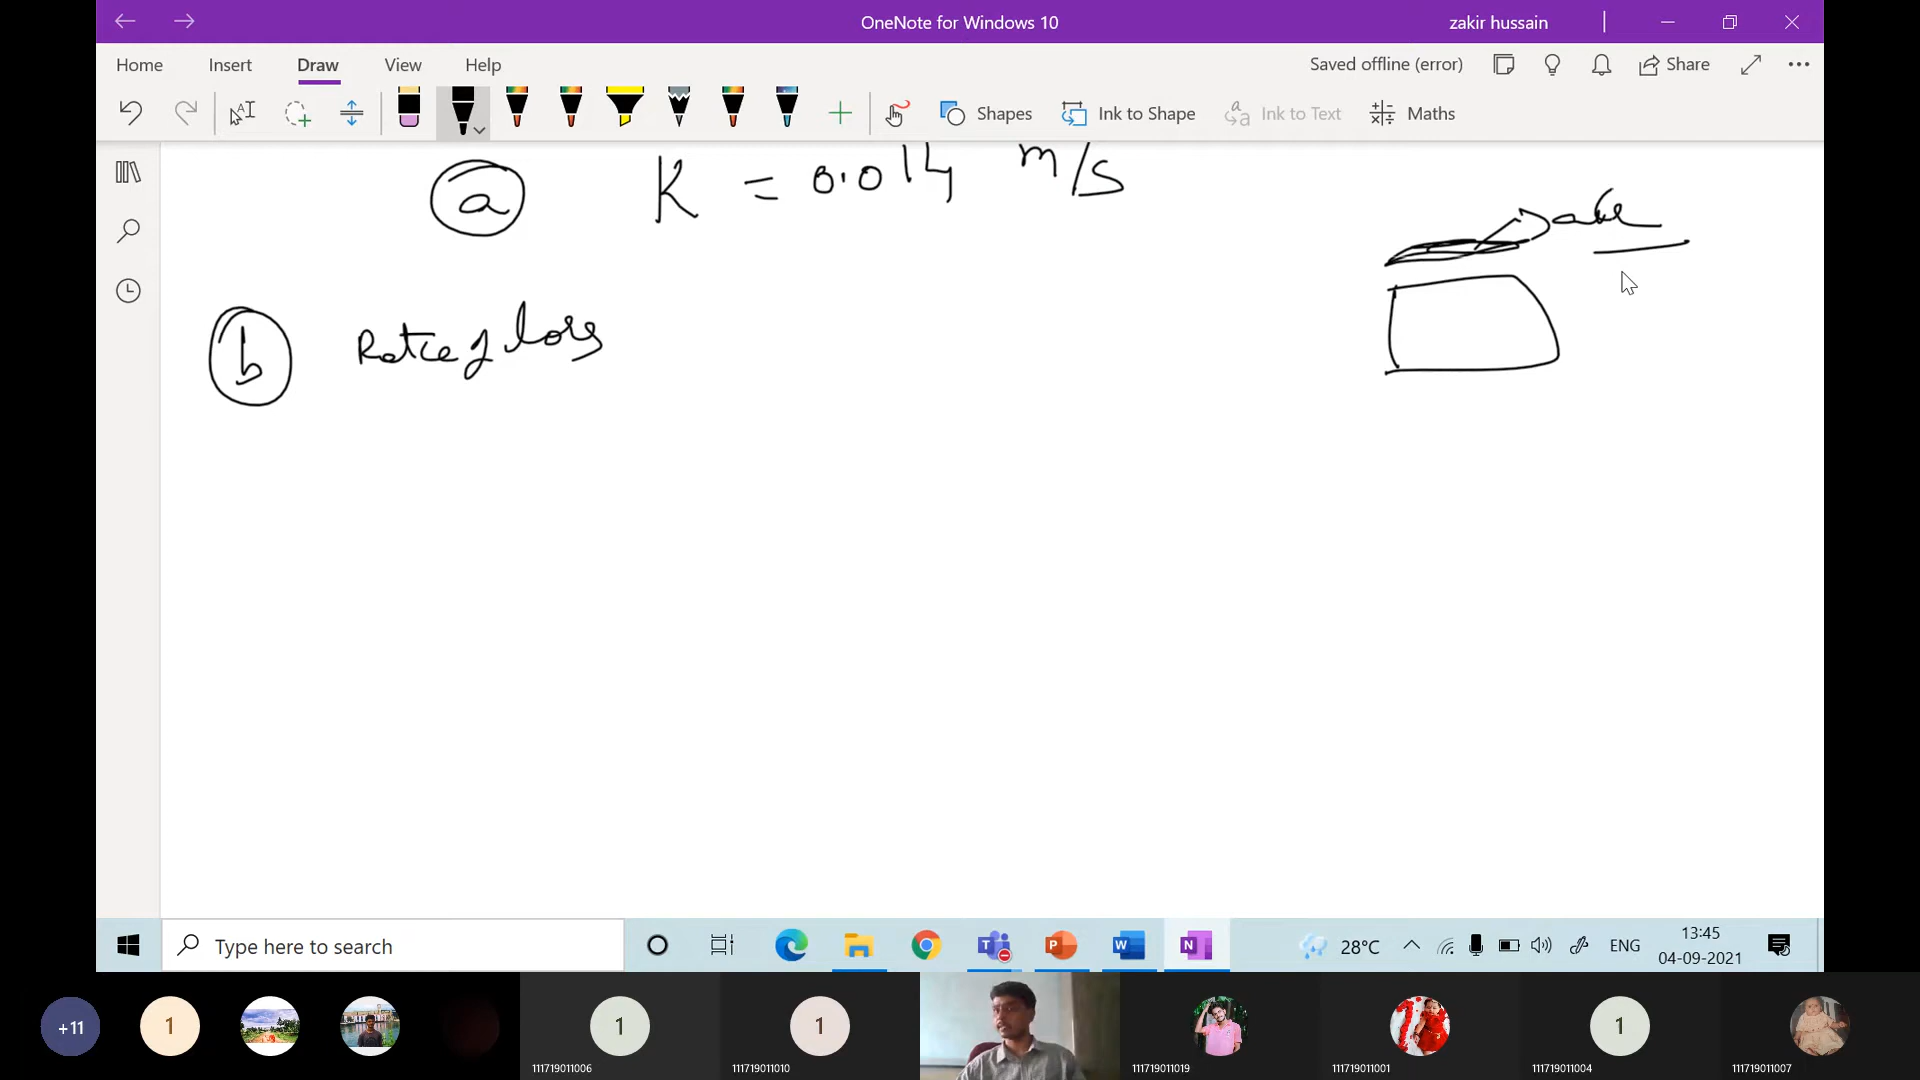 OneNote for Windows 10
zakir hussain
Home Insert Draw View Help
Saved offline (error)
Share
Shapes
Ink to Shape
Ink to Text
Maths
a K = 0.014 m/s
b Rate of loss
Type here to search
28°C
ENG
13:45
04-09-2021
+11
1
1
1
1
111719011006
111719011010
111719011019
111719011001
111719011004
111719011007